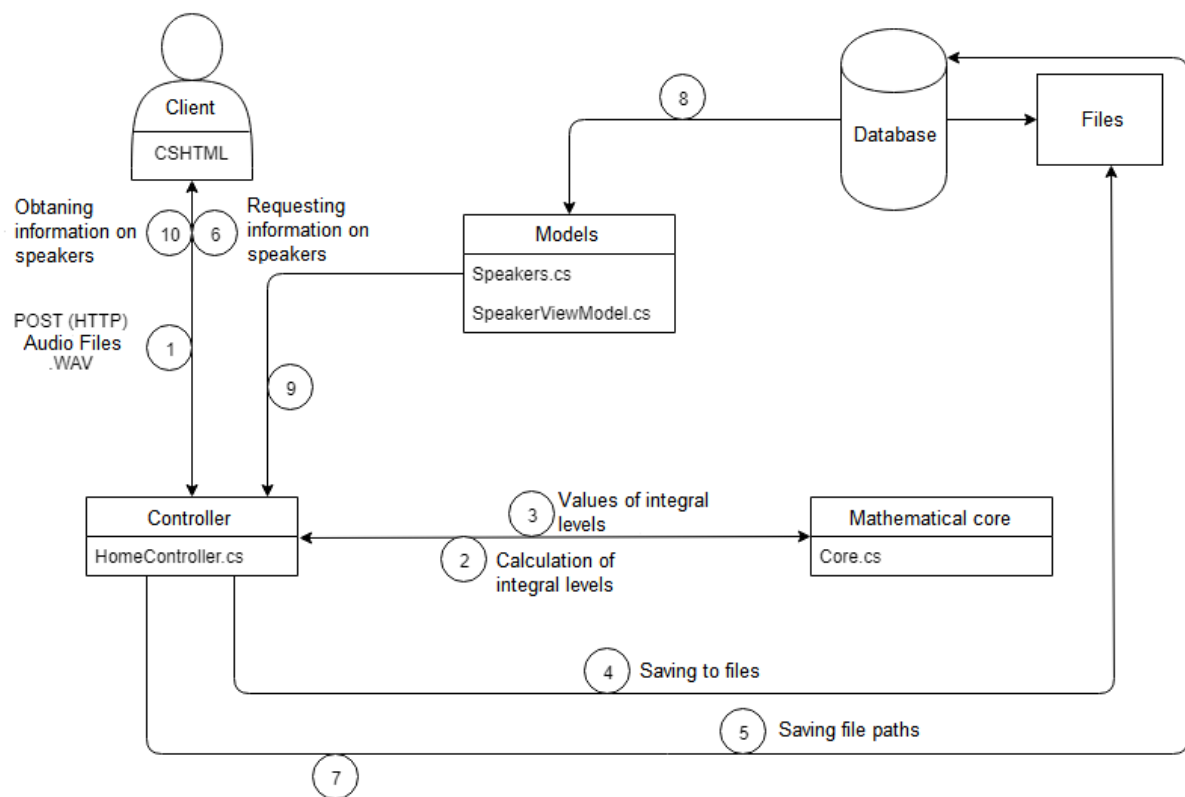 Client
CSHTML
Obtaning
information on
speakers
10
6
Requesting
information on
speakers
POST (HTTP)
Audio Files
.WAV
1
8
Database
Files
Models
Speakers.cs
SpeakerViewModel.cs
9
Controller
HomeController.cs
3
Values of integral
levels
2
Calculation of
integral levels
Mathematical core
Core.cs
4
Saving to files
5
Saving file paths
7